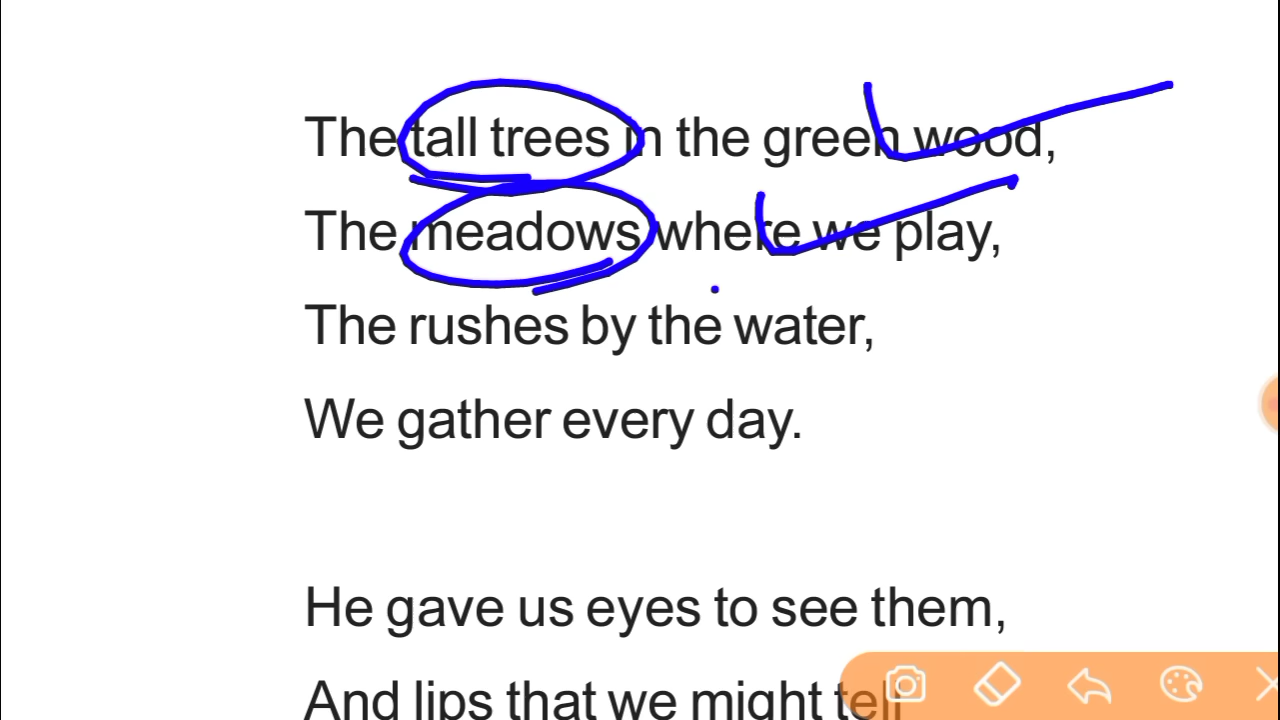 The tall trees in the green wood,
The meadows where we play,
The rushes by the water,
We gather every day.
He gave us eyes to see them,
And lips that we might tell